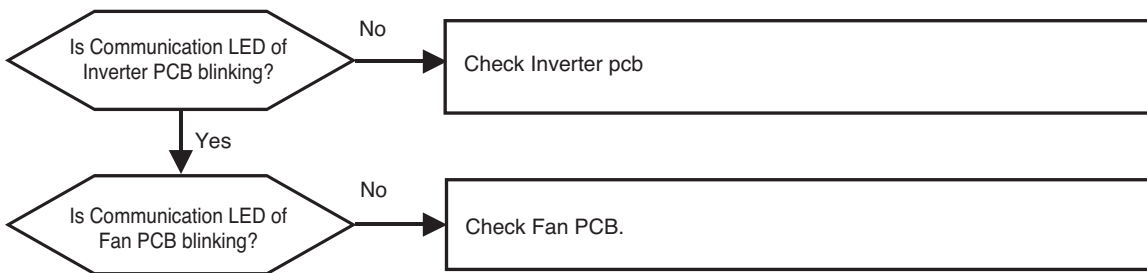 Is Communication LED of
Inverter PCB blinking?
No
Check Inverter pcb
Yes
Is Communication LED of
Fan PCB blinking?
No
Check Fan PCB.